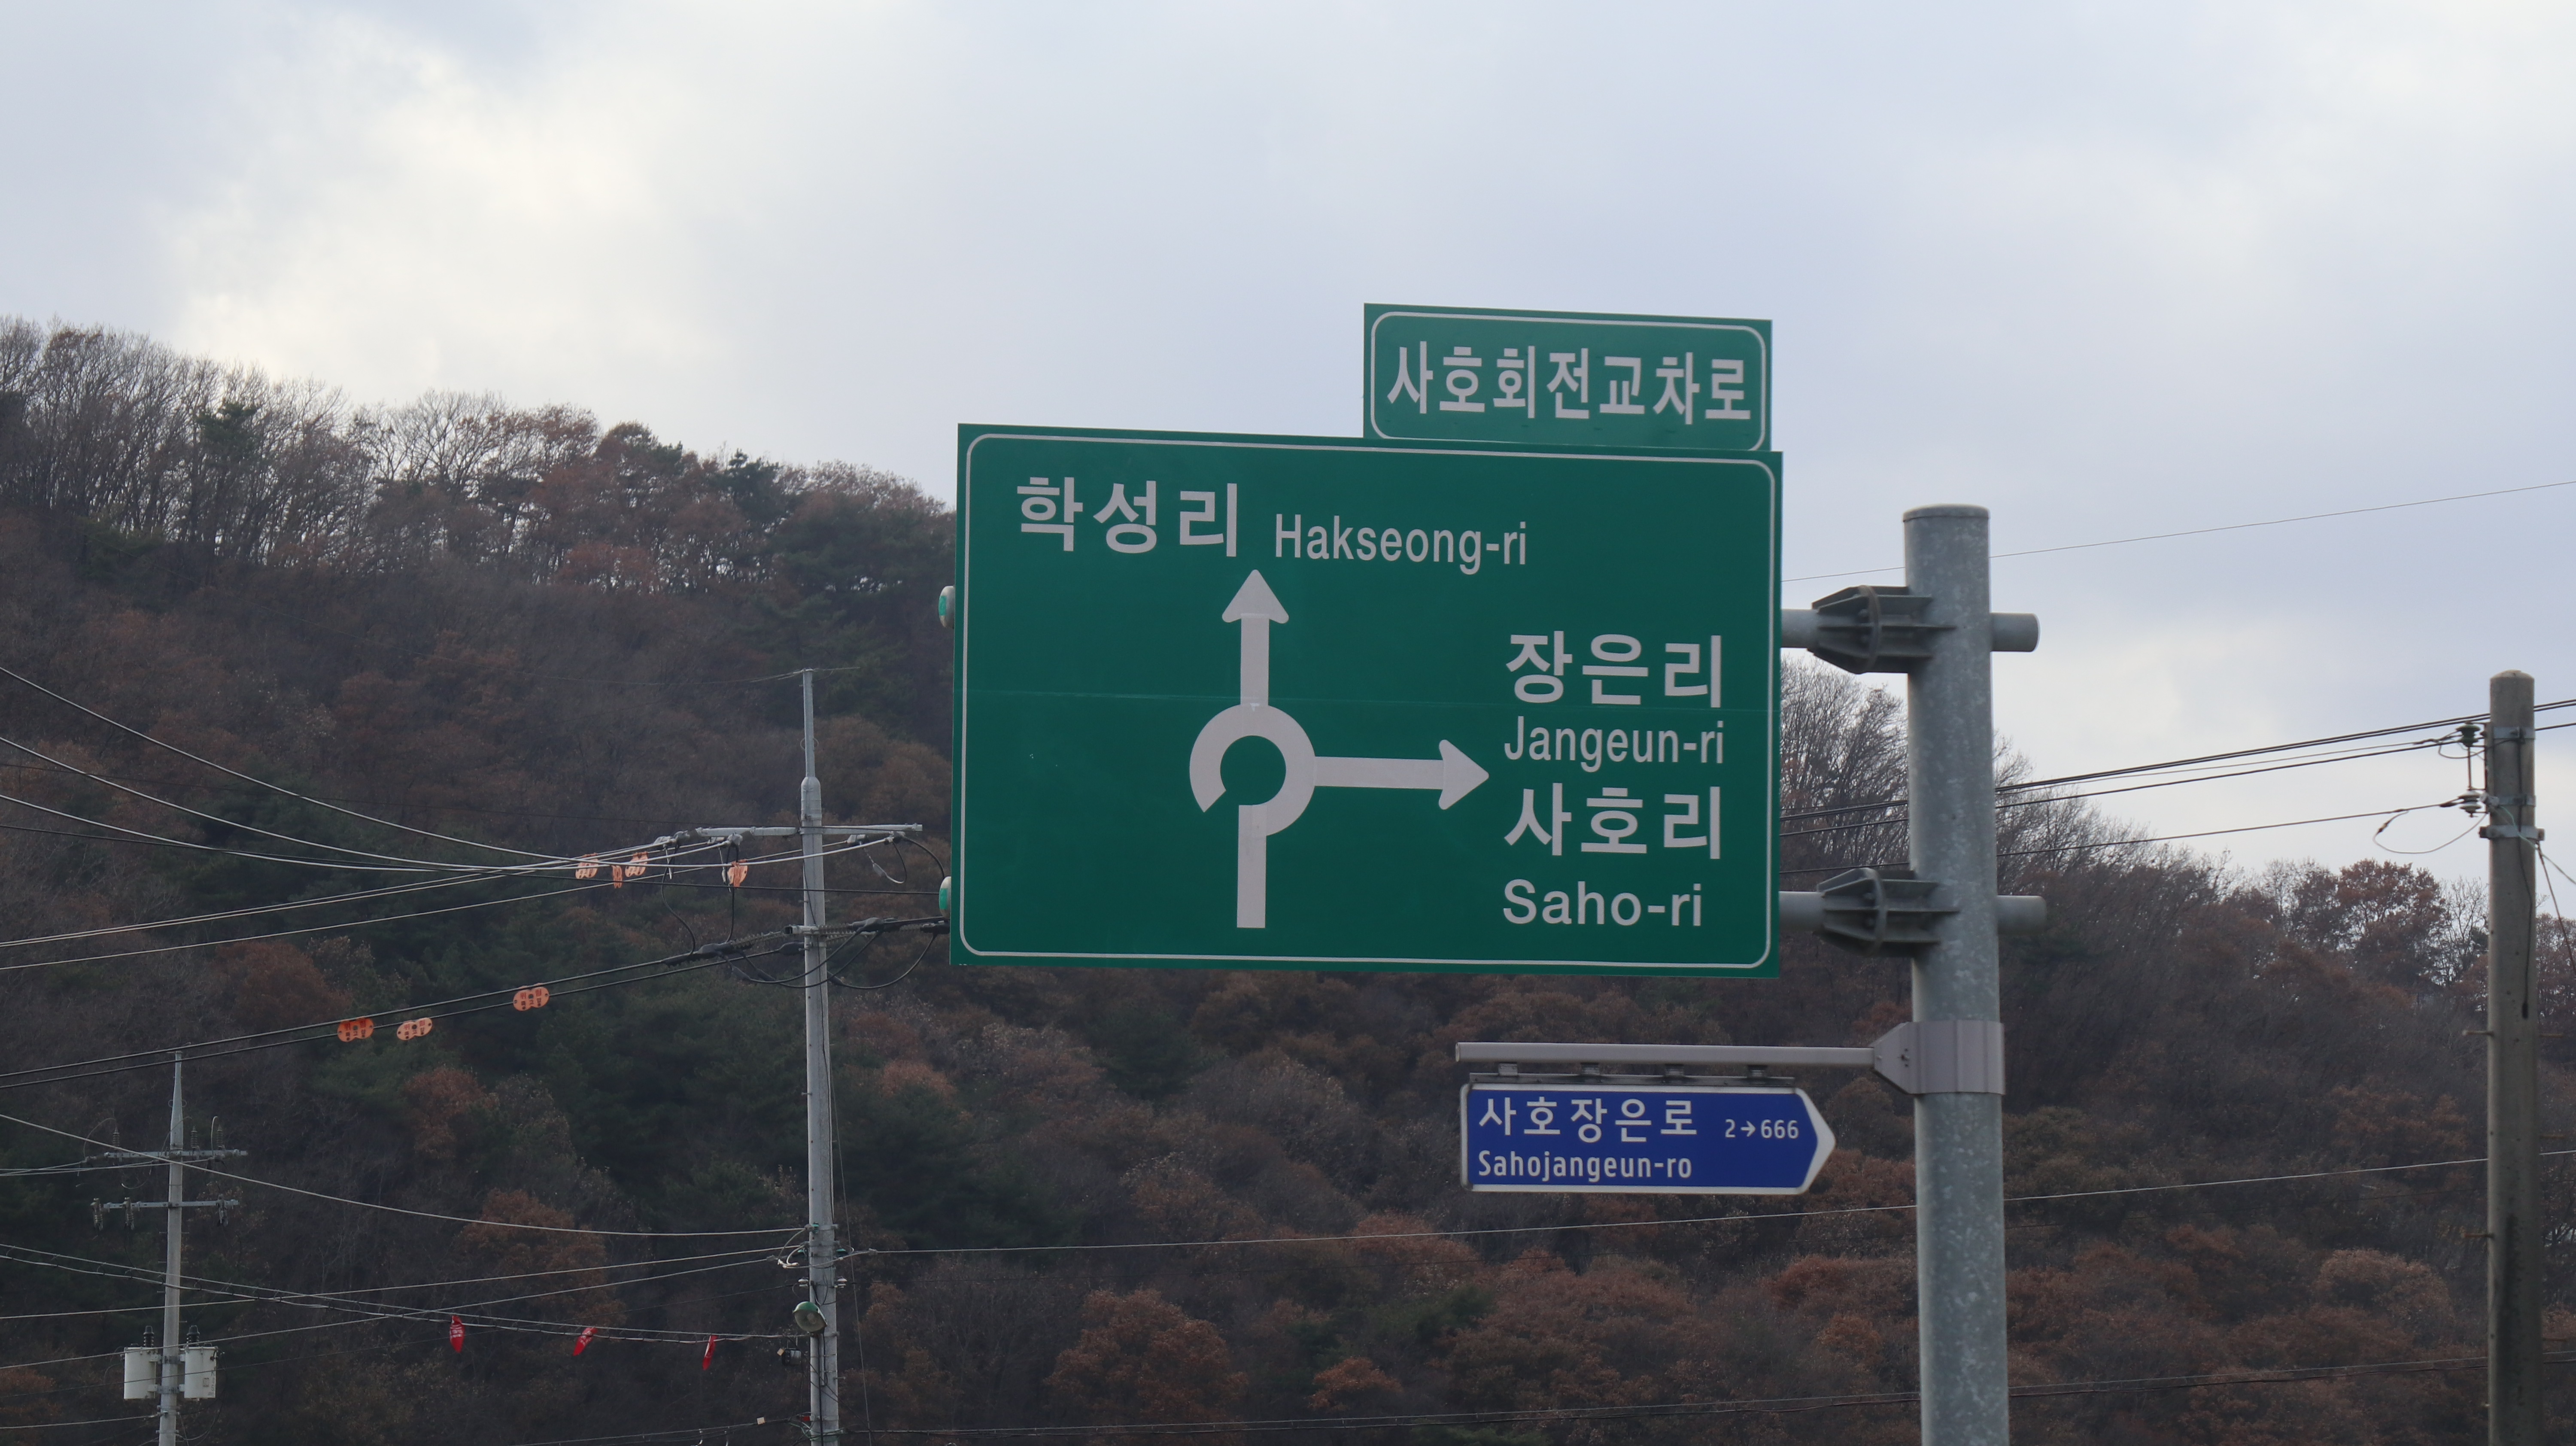 사호회전교차로
학성리 Hakseong-ri
장은리
Jangeun-ri
사호리
Saho-ri
사호장은로 2→666
Sahojangeun-ro